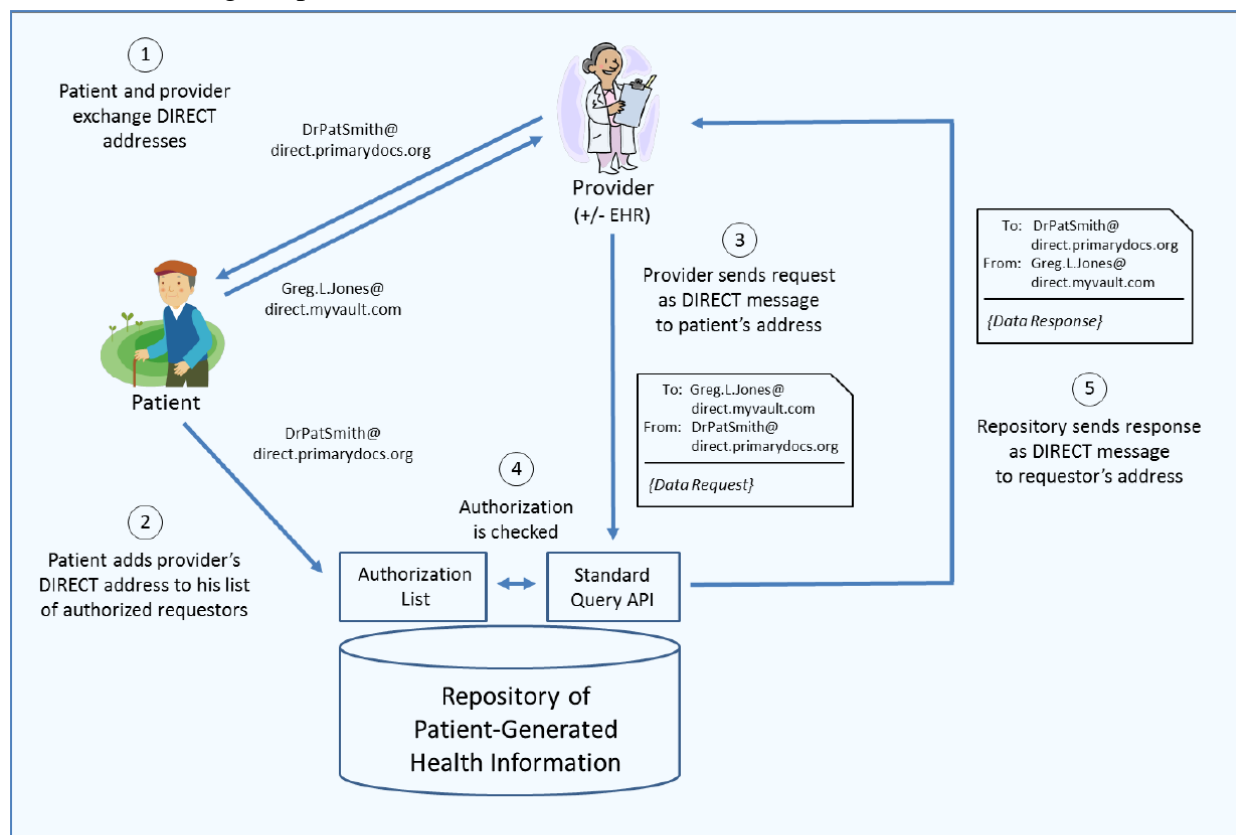 1
Patient and provider
exchange DIRECT
addresses
DrPatSmith@
direct.primarydocs.org
Provider
(+/- EHR)
Greg.L.Jones@
direct.myvault.com
Patient
DrPatSmith@
direct.primarydocs.org
2
Patient adds provider's
DIRECT address to his list
of authorized requestors
3
Provider sends request
as DIRECT message
to patient's address
To: Greg.L.Jones@
direct.myvault.com
From: DrPatSmith@
direct.primarydocs.org
{Data Request}
4
Authorization
is checked
Authorization
List
Standard
Query API
To: DrPatSmith@
direct.primarydocs.org
From: Greg.L.Jones@
direct.myvault.com
{Data Response}
5
Repository sends response
as DIRECT message
to requestor's address
Repository of
Patient-Generated
Health Information